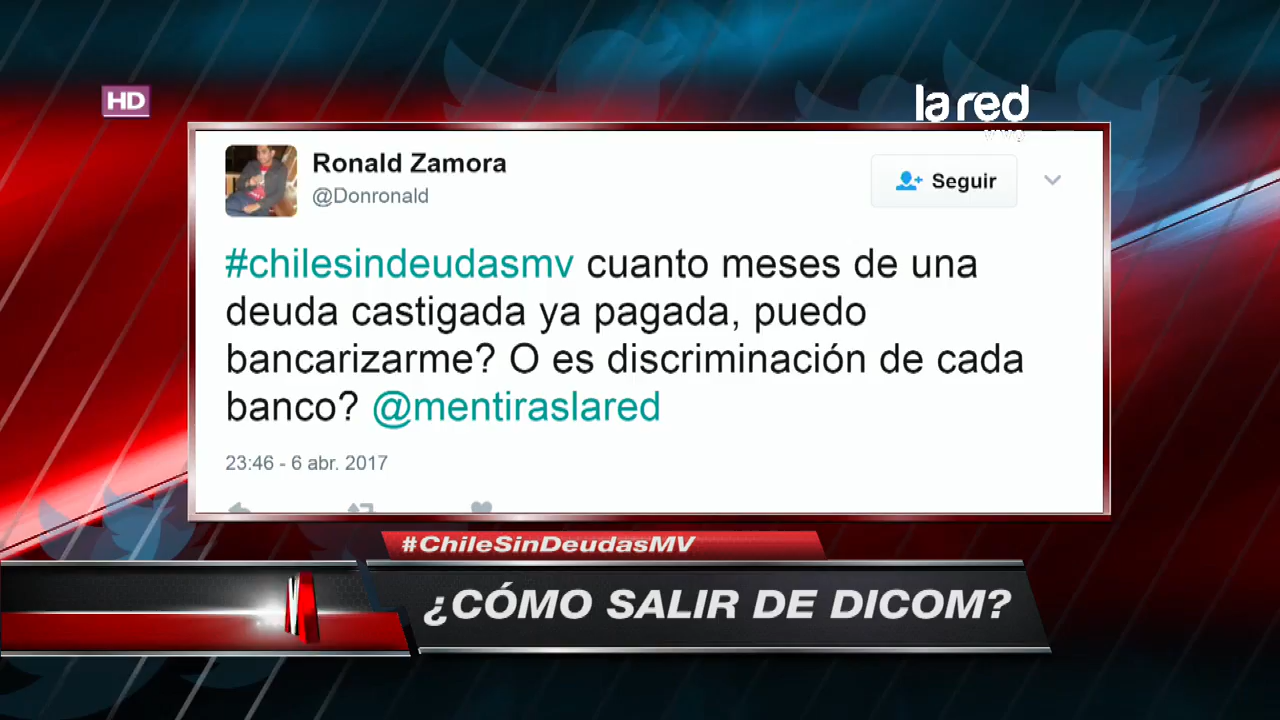 HD
la red
vivo
Ronald Zamora
@Donronald
Seguir
#chilesindeudasmv cuanto meses de una
deuda castigada ya pagada, puedo
bancarizarme? O es discriminación de cada
banco? @mentiraslared
23:46 - 6 abr. 2017
#ChileSinDeudasMV
¿CÓMO SALIR DE DICOM?